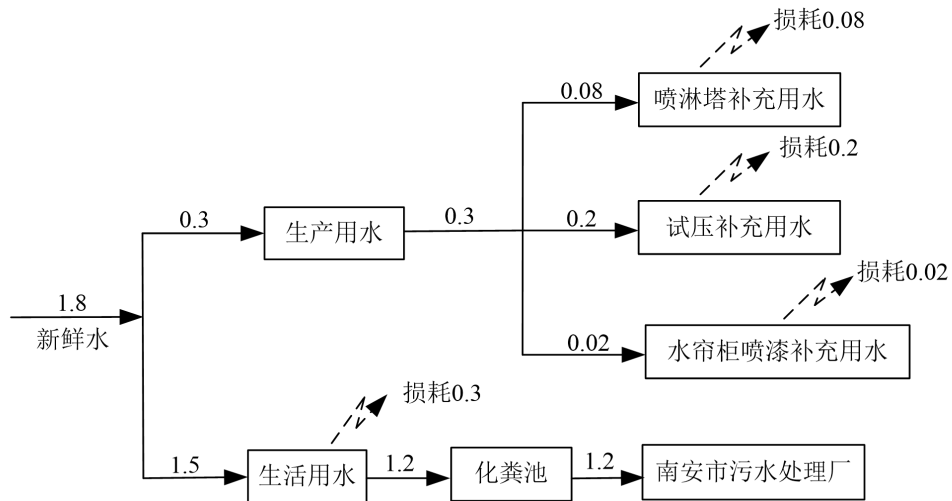 损耗0.08
0.08
喷淋塔补充用水
损耗0.2
0.3
生产用水
0.3
0.2
试压补充用水
损耗0.02
1.8
新鲜水
0.02
水帘柜喷漆补充用水
损耗0.3
1.5
生活用水
1.2
化粪池
1.2
南安市污水处理厂